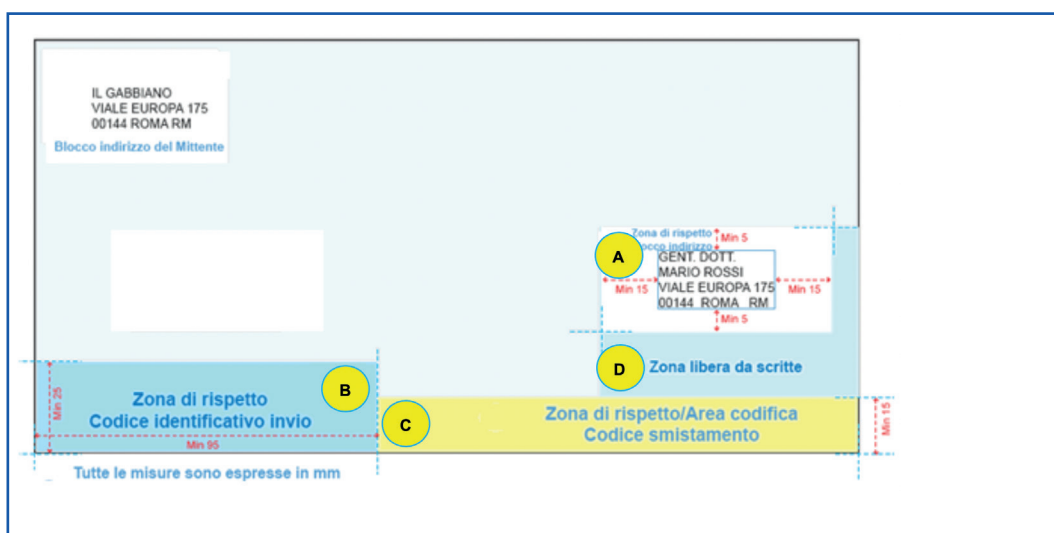 IL GABBIANO
VIALE EUROPA 175
00144 ROMA RM
Blocco indirizzo del Mittente
Zona di rispetto
occo indirizzo
Min 5
A
GENT. DOTT.
MARIO ROSSI
VIALE EUROPA 175
00144 ROMA RM
Min 15
Min 15
Min 5
D
Zona libera da scritte
B
Zona di rispetto
Codice identificativo invio
Min 25
Min 95
C
Zona di rispetto/Area codifica
Codice smistamento
Min 15
Tutte le misure sono espresse in mm